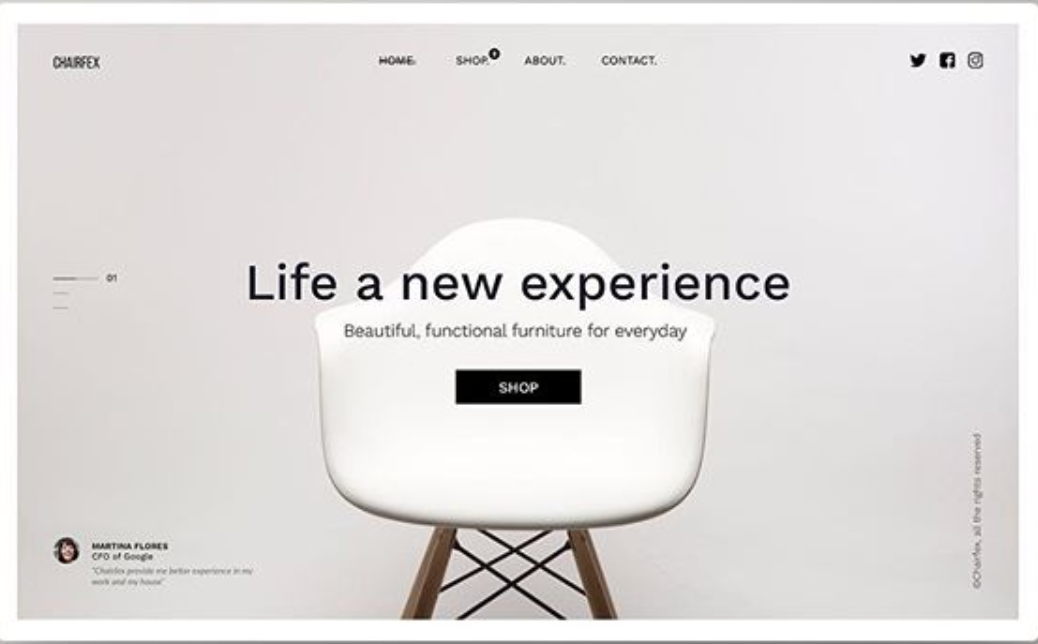 CHAIRFEX
HOME.
SHOP.
ABOUT.
CONTACT.
01
Life a new experience
Beautiful, functional furniture for everyday
SHOP
MARTINA FLORES
CFO of Google
"Chairfex provide me better experience in my
work and my house"
©Chairfex, all the rights reserved